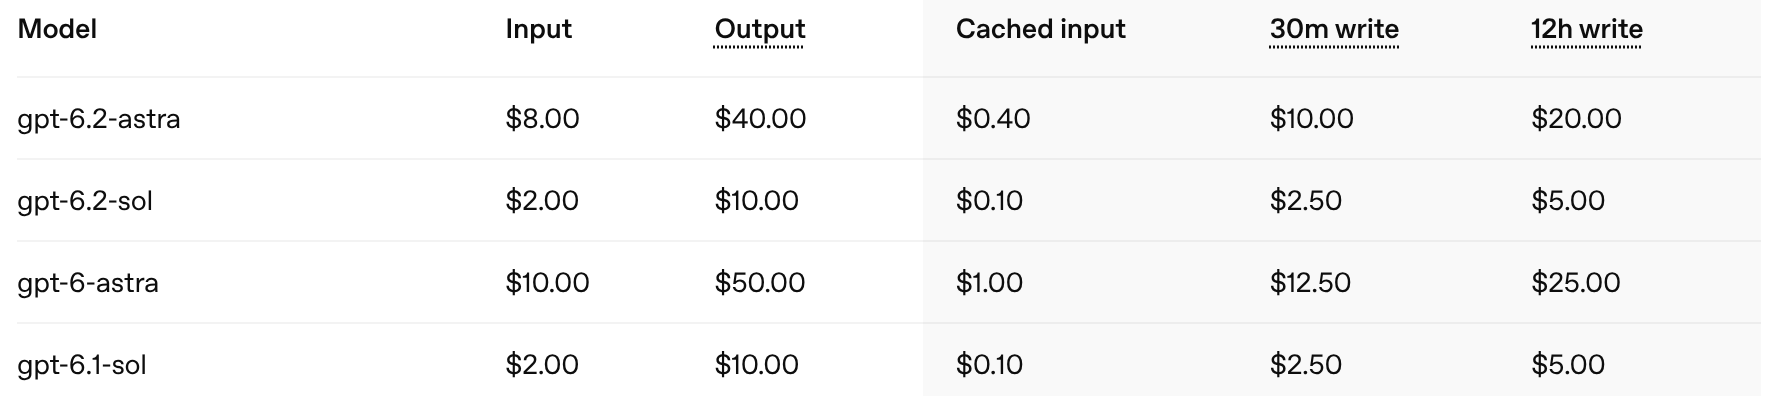 Model Input Output Cached input 30m write 12h write
gpt-6.2-astra $8.00 $40.00 $0.40 $10.00 $20.00
gpt-6.2-sol $2.00 $10.00 $0.10 $2.50 $5.00
gpt-6-astra $10.00 $50.00 $1.00 $12.50 $25.00
gpt-6.1-sol $2.00 $10.00 $0.10 $2.50 $5.00